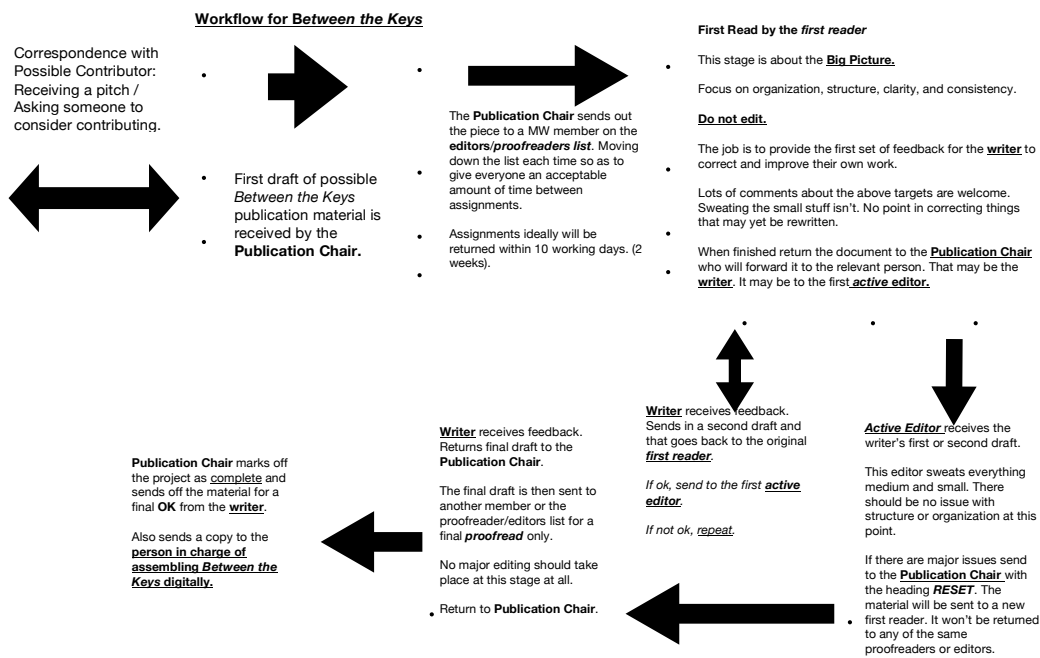 Workflow for Between the Keys
Correspondence with
Possible Contributor:
Receiving a pitch /
Asking someone to
consider contributing.
First draft of possible
Between the Keys
publication material is
received by the
Publication Chair.
The Publication Chair sends out
the piece to a MW member on the
editors/proofreaders list. Moving
down the list each time so as to
give everyone an acceptable
amount of time between
assignments.
Assignments ideally will be
returned within 10 working days. (2
weeks).
First Read by the first reader
This stage is about the Big Picture.
Focus on organization, structure, clarity, and consistency.
Do not edit.
The job is to provide the first set of feedback for the writer to
correct and improve their own work.
Lots of comments about the above targets are welcome.
Sweating the small stuff isn't. No point in correcting things
that may yet be rewritten.
When finished return the document to the Publication Chair
who will forward it to the relevant person. That may be the
writer. It may be to the first active editor.
Writer receives feedback.
Sends in a second draft and
that goes back to the original
first reader.
If ok, send to the first active
editor.
If not ok, repeat.
Active Editor receives the
writer's first or second draft.
This editor sweats everything
medium and small. There
should be no issue with
structure or organization at this
point.
If there are major issues send
to the Publication Chair with
the heading RESET. The
material will be sent to a new
first reader. It won't be returned
to any of the same
proofreaders or editors.
Writer receives feedback.
Returns final draft to the
Publication Chair.
The final draft is then sent to
another member or the
proofreader/editors list for a
final proofread only.
No major editing should take
place at this stage at all.
Return to Publication Chair.
Publication Chair marks off
the project as complete and
sends off the material for a
final OK from the writer.
Also sends a copy to the
person in charge of
assembling Between the
Keys digitally.